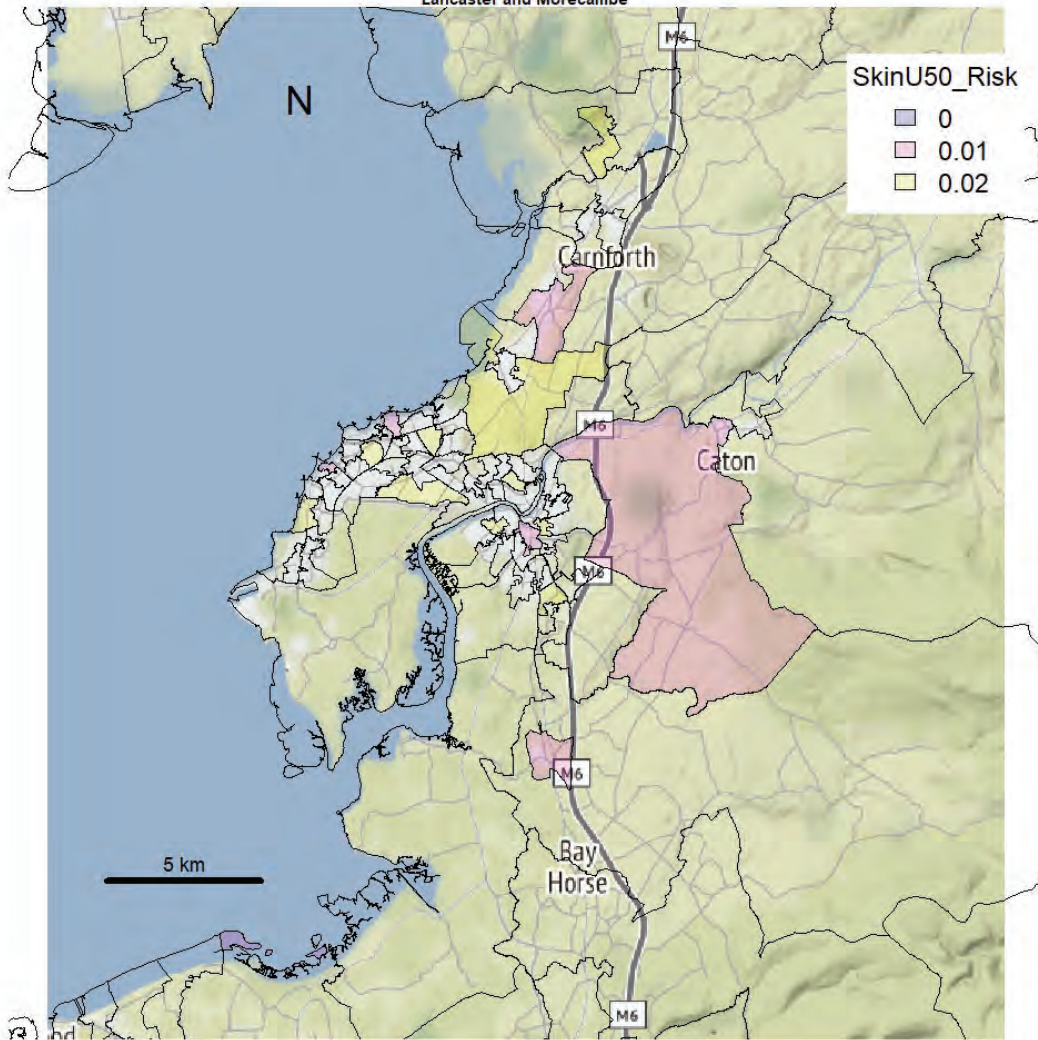 Lancaster and Morecambe
M6
N
SkinU50_Risk
0
0.01
0.02
Carnforth
M6
Caton
M6
M6
Bay
Horse
5 km
M6